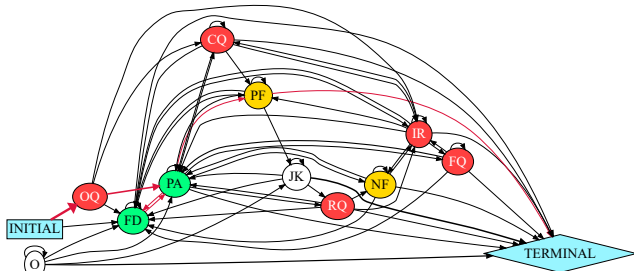 CQ
PF
IR
FQ
JK
PA
NF
OQ
RQ
FD
INITIAL
TERMINAL
O